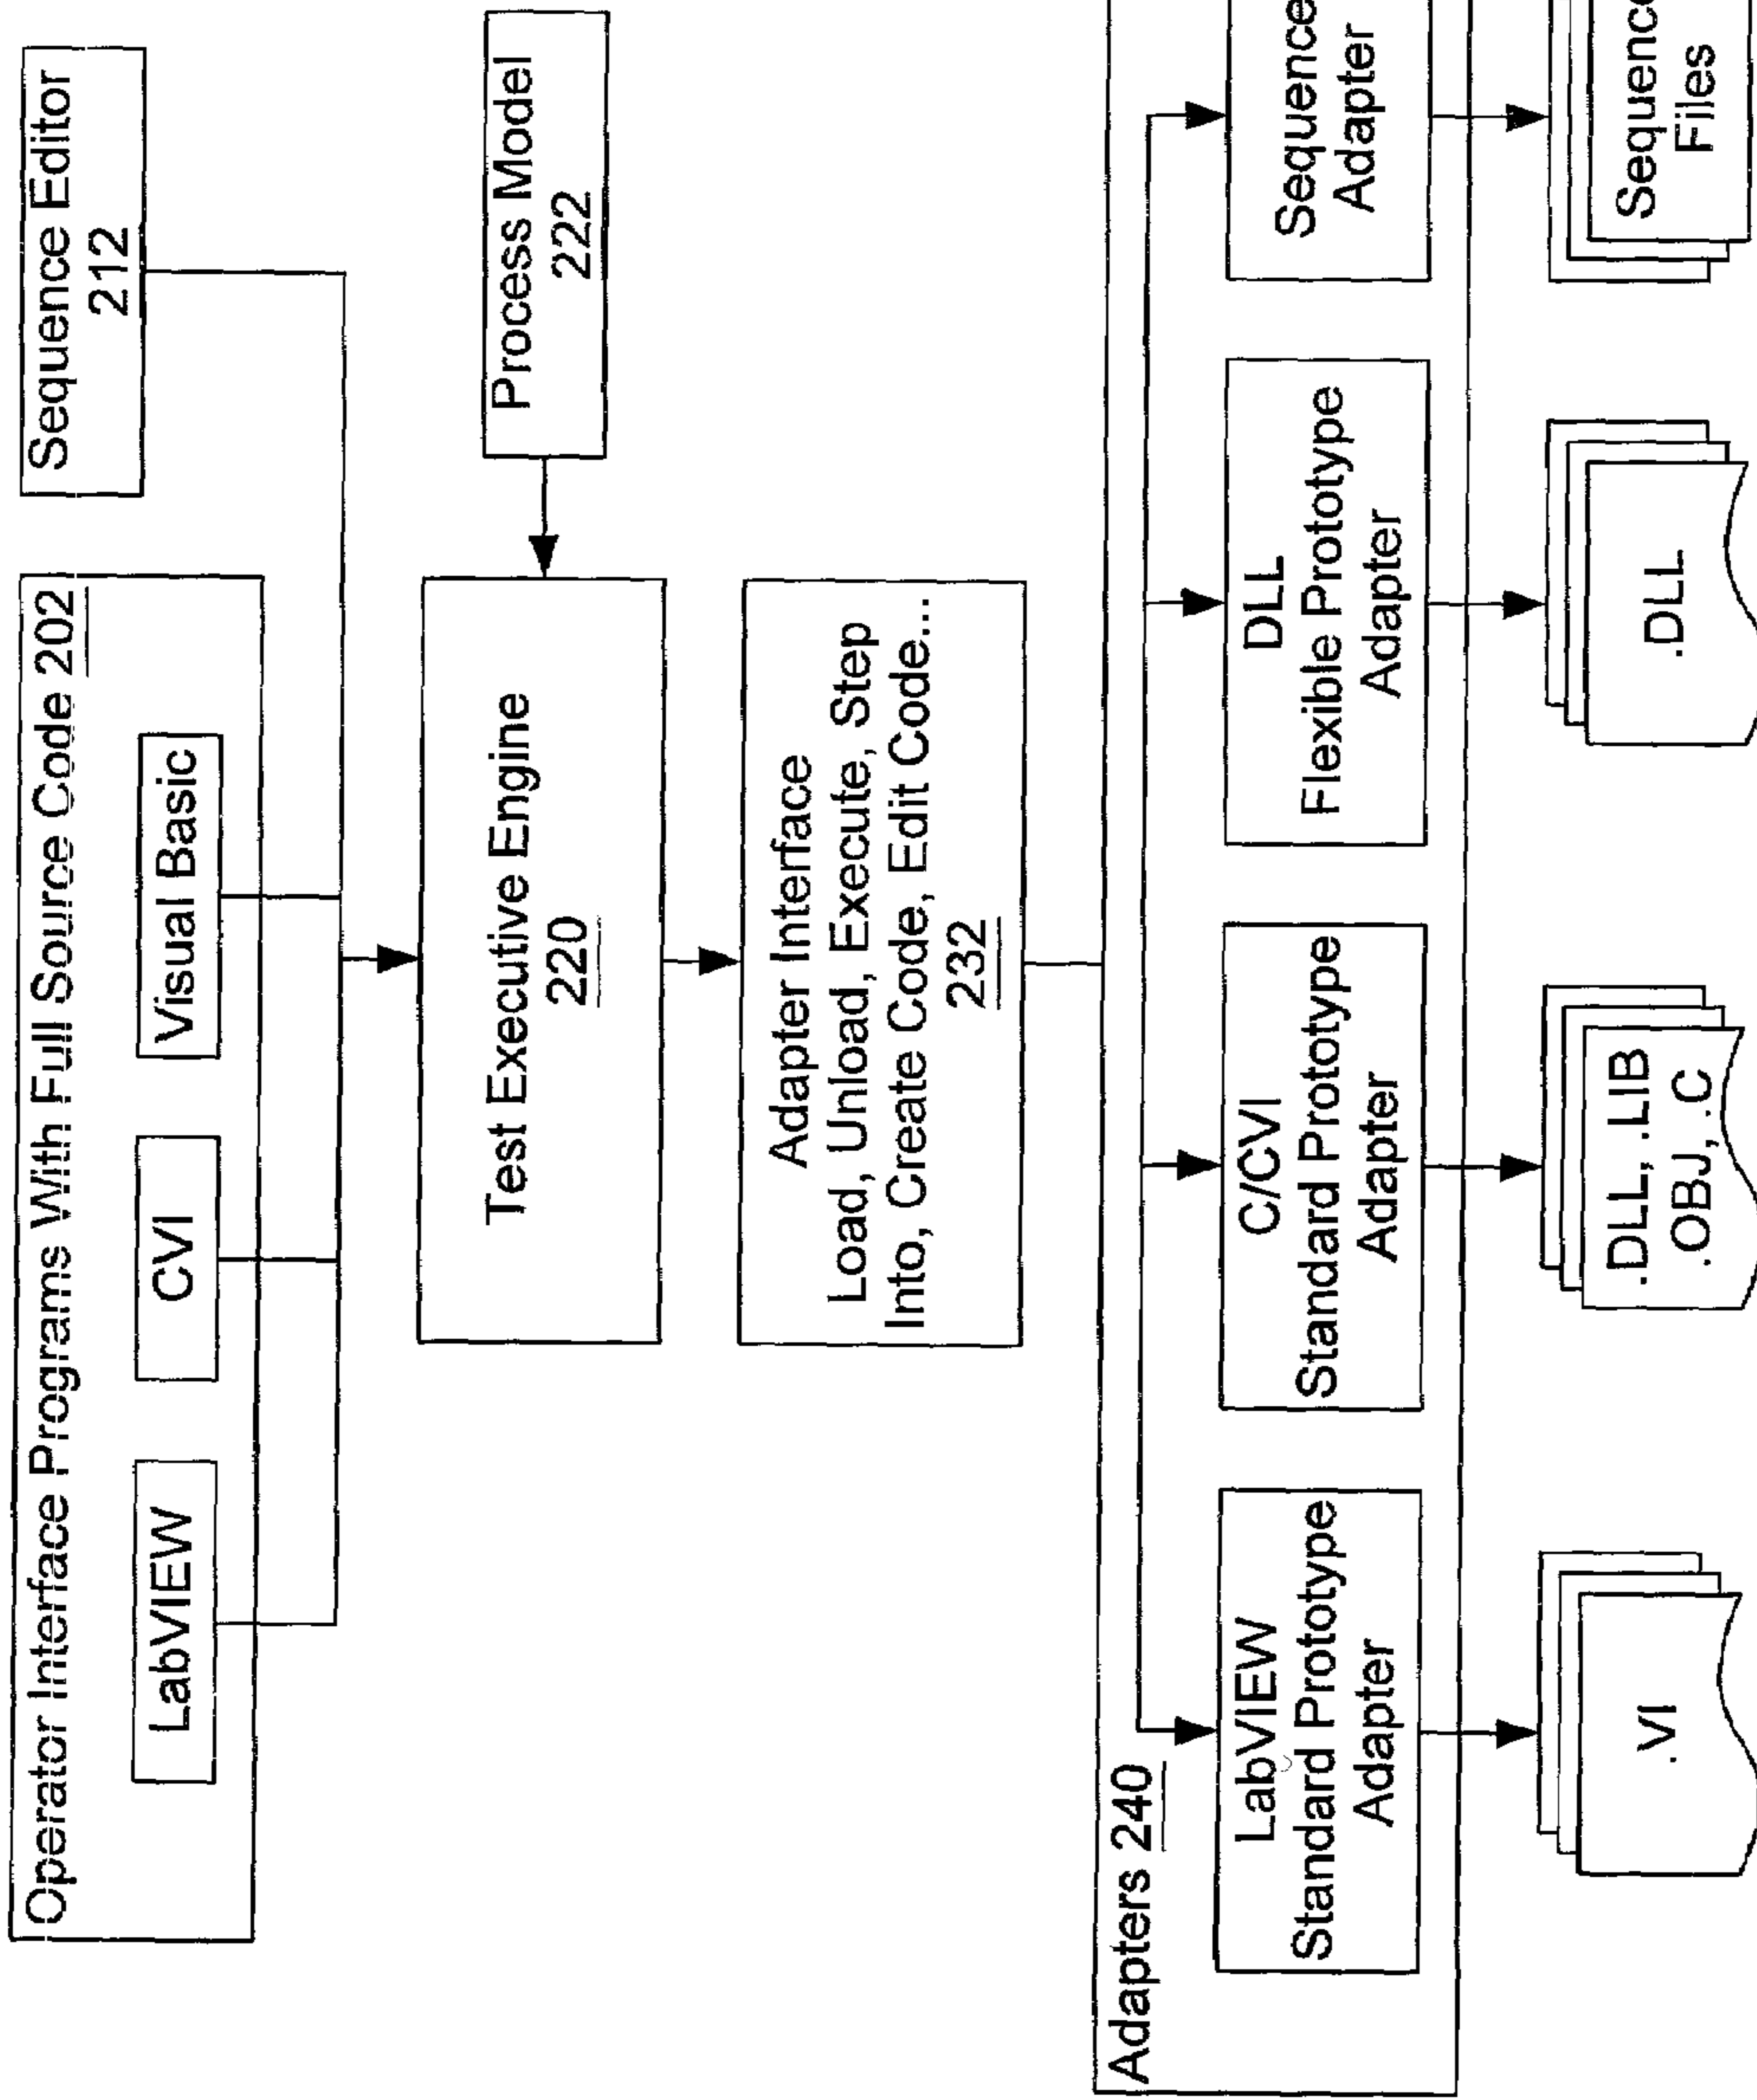 Operator Interface Programs With Full Source Code 202
LabVIEW
CVI
Visual Basic
Sequence Editor
212
Test Executive Engine
220
Process Model
222
Adapter Interface
Load, Unload, Execute, Step
Into, Create Code, Edit Code...
232
Adapters 240
LabVIEW
Standard Prototype
Adapter
C/CVI
Standard Prototype
Adapter
DLL
Flexible Prototype
Adapter
Sequence
Adapter
.VI
.DLL, .LIB
.OBJ, .C
.DLL
Sequence
Files